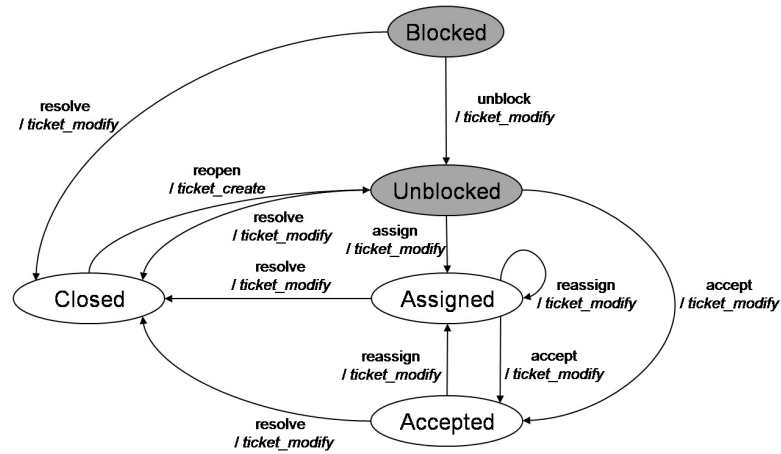 Blocked
resolve
/ ticket_modify
unblock
/ ticket_modify
reopen
/ ticket_create
Unblocked
resolve
/ ticket_modify
assign
/ ticket_modify
resolve
/ ticket_modify
Closed
Assigned
reassign
/ ticket_modify
accept
/ ticket_modify
reassign
/ ticket_modify
accept
/ ticket_modify
resolve
/ ticket_modify
Accepted